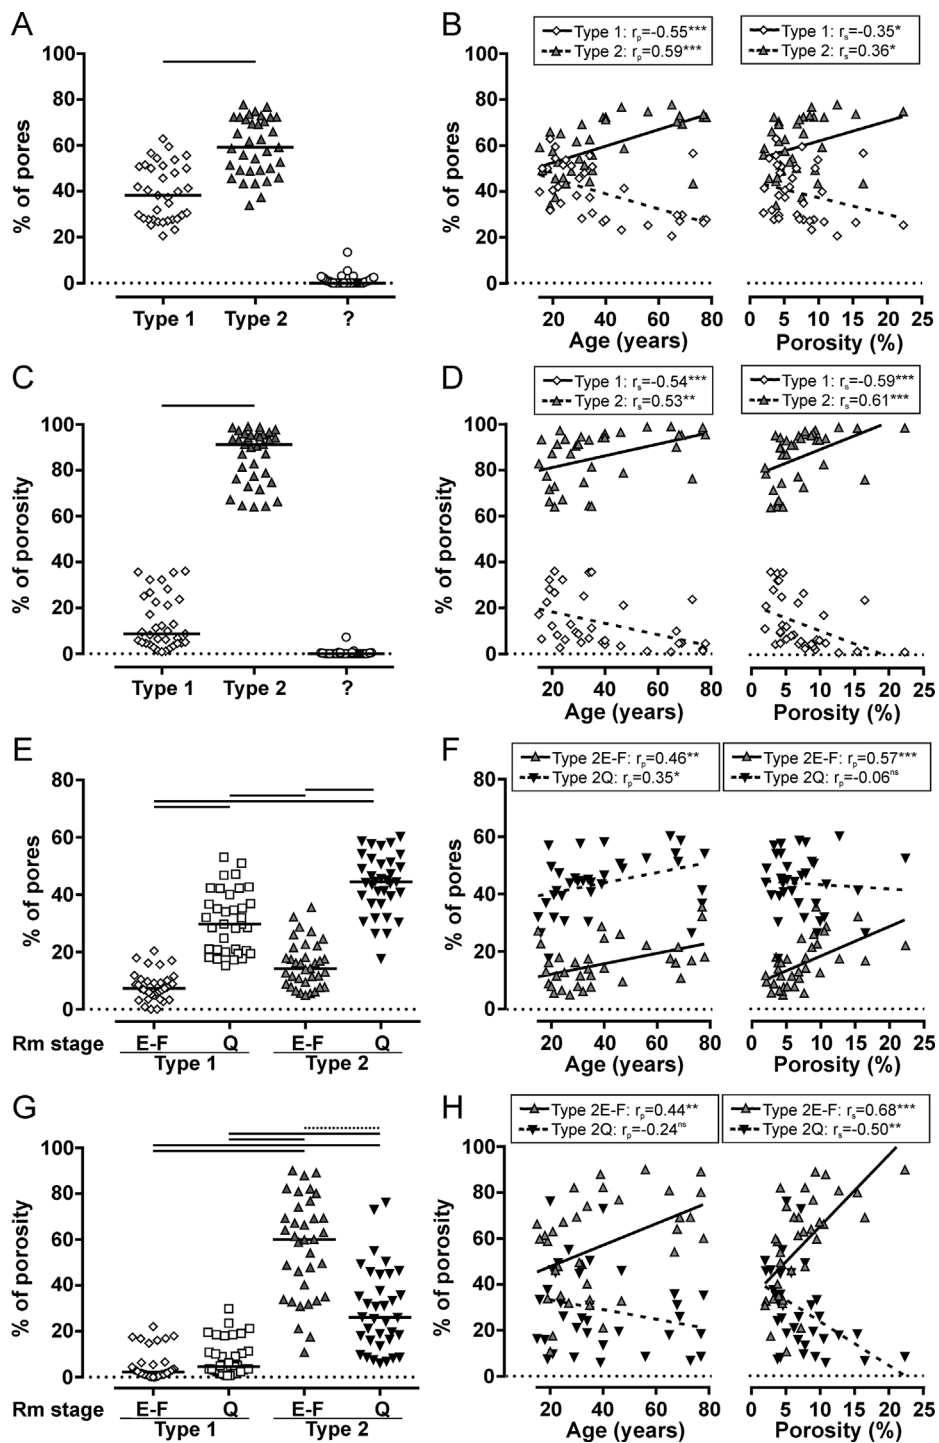 A
% of pores
100
80
60
40
20
0
Type 1 Type 2 ?
B
Type 1: rp=-0.55***
Type 2: rp=0.59***
Type 1: rs=-0.35*
Type 2: rs=0.36*
% of pores
100
80
60
40
20
0
20 40 60 80
Age (years)
0 5 10 15 20 25
Porosity (%)
C
% of porosity
100
80
60
40
20
0
Type 1 Type 2 ?
D
Type 1: rs=-0.54***
Type 2: rs=0.53**
Type 1: rs=-0.59***
Type 2: rs=0.61***
% of porosity
100
80
60
40
20
0
20 40 60 80
Age (years)
0 5 10 15 20 25
Porosity (%)
E
% of pores
80
60
40
20
0
Rm stage E-F Q E-F Q
Type 1 Type 2
F
Type 2E-F: rp=0.46**
Type 2Q: rp=0.35*
Type 2E-F: rp=0.57***
Type 2Q: rp=-0.06ns
% of pores
80
60
40
20
0
20 40 60 80
Age (years)
0 5 10 15 20 25
Porosity (%)
G
% of porosity
100
80
60
40
20
0
Rm stage E-F Q E-F Q
Type 1 Type 2
H
Type 2E-F: rp=0.44**
Type 2Q: rp=-0.24ns
Type 2E-F: rs=0.68***
Type 2Q: rs=-0.50**
% of porosity
100
80
60
40
20
0
20 40 60 80
Age (years)
0 5 10 15 20 25
Porosity (%)